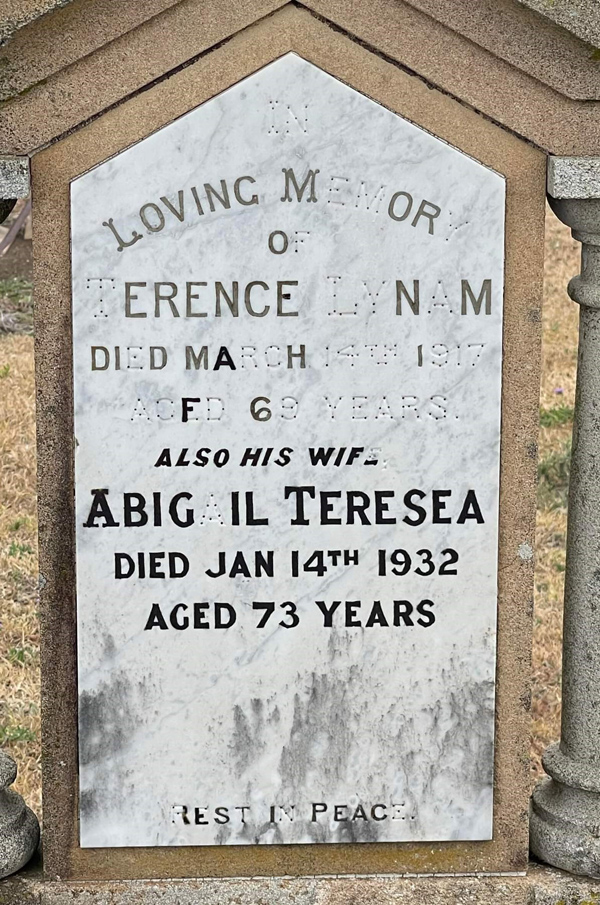 IN
LOVING MEMORY
OF
TERENCE LYNAM
DIED MARCH 14TH 1917
AGED 69 YEARS.
ALSO HIS WIFE
ABIGAIL TERESEA
DIED JAN 14TH 1932
AGED 73 YEARS
REST IN PEACE.